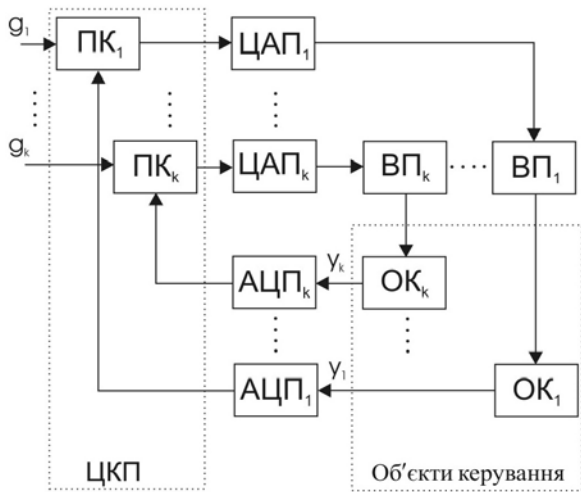 g₁ ПК₁ ЦАП₁
gₖ ПКₖ ЦАПₖ ВПₖ ВП₁
АЦПₖ yₖ ОКₖ
АЦП₁ y₁ ОК₁
ЦКП Об'єкти керування